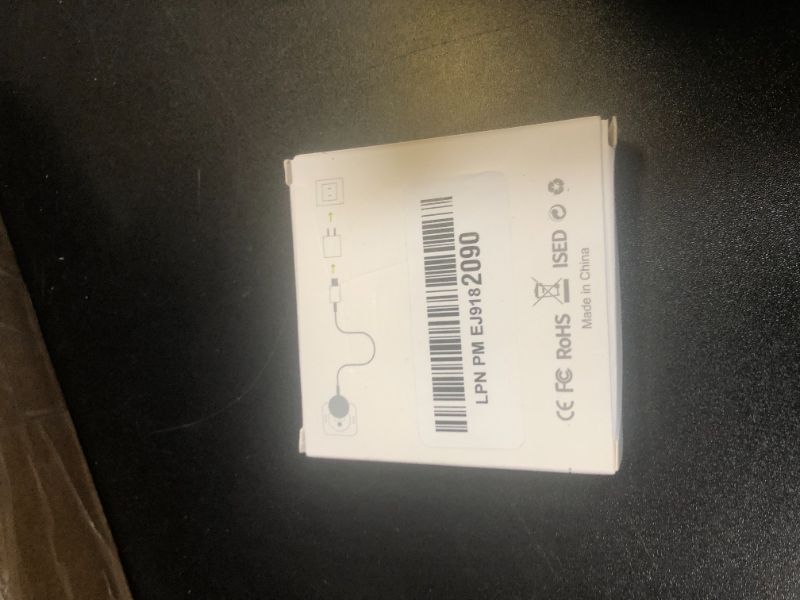 LPN PM EJ918 2090
CE FC RoHS ISED
Made in China